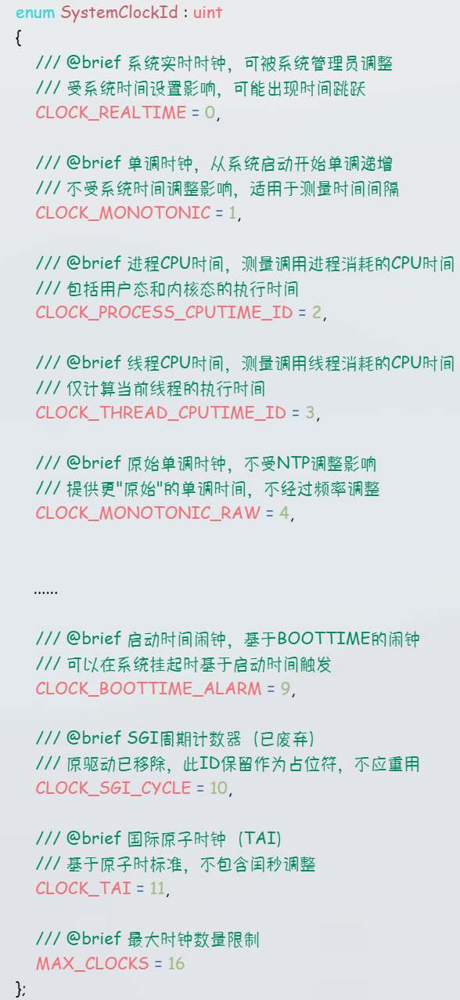 enum SystemClockId : uint
{
/// @brief 系统实时时钟，可被系统管理员调整
/// 受系统时间设置影响，可能出现时间跳跃
CLOCK_REALTIME = 0,
/// @brief 单调时钟，从系统启动开始单调递增
/// 不受系统时间调整影响，适用于测量时间间隔
CLOCK_MONOTONIC = 1,
/// @brief 进程CPU时间，测量调用进程消耗的CPU时间
/// 包括用户态和内核态的执行时间
CLOCK_PROCESS_CPUTIME_ID = 2,
/// @brief 线程CPU时间，测量调用线程消耗的CPU时间
/// 仅计算当前线程的执行时间
CLOCK_THREAD_CPUTIME_ID = 3,
/// @brief 原始单调时钟，不受NTP调整影响
/// 提供更"原始"的单调时间，不经过频率调整
CLOCK_MONOTONIC_RAW = 4,
......
/// @brief 启动时间闹钟，基于BOOTTIME的闹钟
/// 可以在系统挂起时基于启动时间触发
CLOCK_BOOTTIME_ALARM = 9,
/// @brief SGI周期计数器（已废弃）
/// 原驱动已移除，此ID保留作为占位符，不应重用
CLOCK_SGI_CYCLE = 10,
/// @brief 国际原子时钟（TAI）
/// 基于原子时标准，不包含闰秒调整
CLOCK_TAI = 11,
/// @brief 最大时钟数量限制
MAX_CLOCKS = 16
};